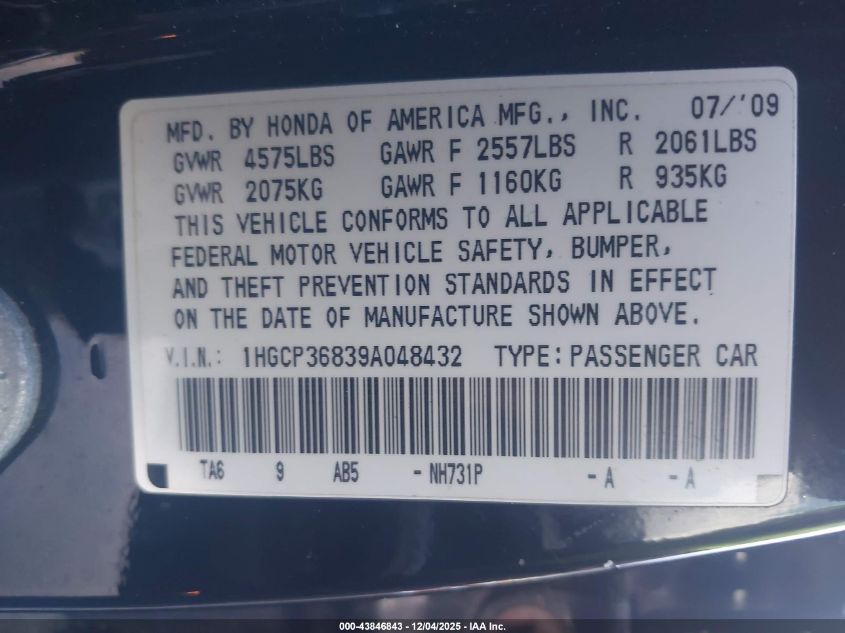 MFD. BY HONDA OF AMERICA MFG., INC. 07/'09
GVWR 4575LBS GAWR F 2557LBS R 2061LBS
GVWR 2075KG GAWR F 1160KG R 935KG
THIS VEHICLE CONFORMS TO ALL APPLICABLE
FEDERAL MOTOR VEHICLE SAFETY, BUMPER,
AND THEFT PREVENTION STANDARDS IN EFFECT
ON THE DATE OF MANUFACTURE SHOWN ABOVE.
V.I.N.: 1HGCP36839A048432 TYPE: PASSENGER CAR
TA6 9 AB5 - NH731P - A - A
000-43846843 - 12/04/2025 - IAA Inc.